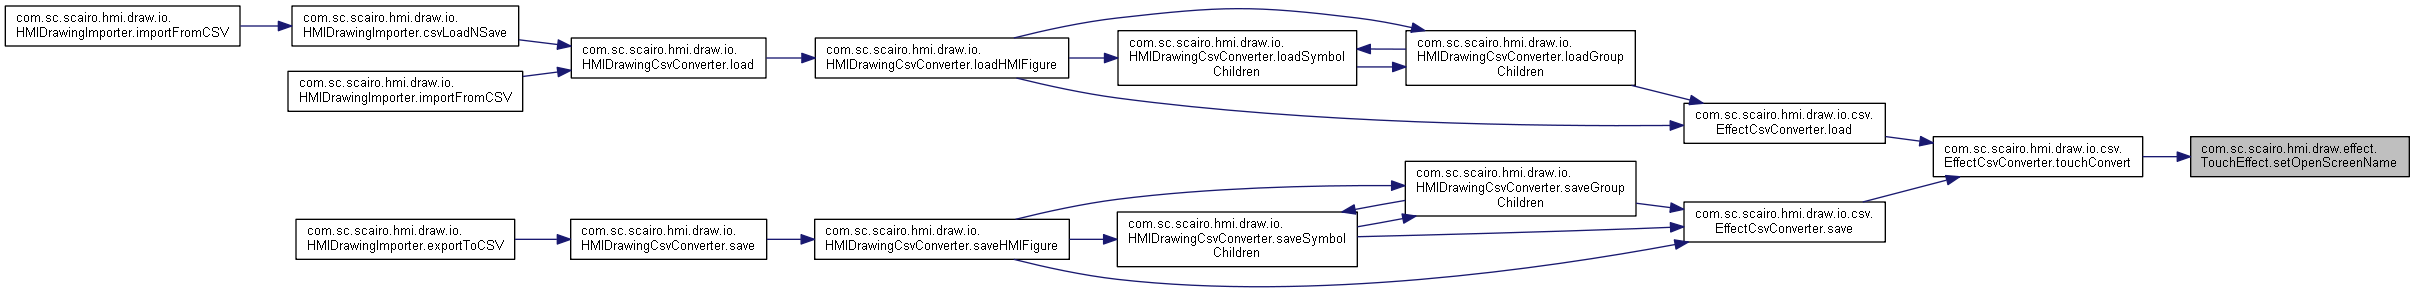 com.sc.scairo.hmi.draw.io.
HMIDrawingImporter.importFromCSV
com.sc.scairo.hmi.draw.io.
HMIDrawingImporter.csvLoadNSave
com.sc.scairo.hmi.draw.io.
HMIDrawingImporter.importFromCSV
com.sc.scairo.hmi.draw.io.
HMIDrawingCsvConverter.load
com.sc.scairo.hmi.draw.io.
HMIDrawingCsvConverter.loadHMIFigure
com.sc.scairo.hmi.draw.io.
HMIDrawingCsvConverter.loadSymbol
Children
com.sc.scairo.hmi.draw.io.
HMIDrawingCsvConverter.loadGroup
Children
com.sc.scairo.hmi.draw.io.csv.
EffectCsvConverter.load
com.sc.scairo.hmi.draw.io.csv.
EffectCsvConverter.touchConvert
com.sc.scairo.hmi.draw.effect.
TouchEffect.setOpenScreenName
com.sc.scairo.hmi.draw.io.
HMIDrawingImporter.exportToCSV
com.sc.scairo.hmi.draw.io.
HMIDrawingCsvConverter.save
com.sc.scairo.hmi.draw.io.
HMIDrawingCsvConverter.saveHMIFigure
com.sc.scairo.hmi.draw.io.
HMIDrawingCsvConverter.saveSymbol
Children
com.sc.scairo.hmi.draw.io.
HMIDrawingCsvConverter.saveGroup
Children
com.sc.scairo.hmi.draw.io.csv.
EffectCsvConverter.save